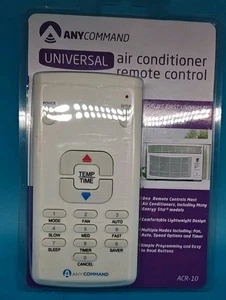 ANYCOMMAND
UNIVERSAL air conditioner
remote control
POWER
TEMP
TIME
1 2 3
MODE FAN AUTO
4 5 6
SLOW MED FAST
7 8 9
SLEEP TIMER SAVER
0
CANCEL
ANYCOMMAND
One Remote Controls Most
Air Conditioners, Including Many
Energy Star models
Comfortable Lightweight Design
Multiple Modes Including: Fan,
Auto, Speed Options and Timer
Simple Programming and Easy
to Read Buttons
ACR-10